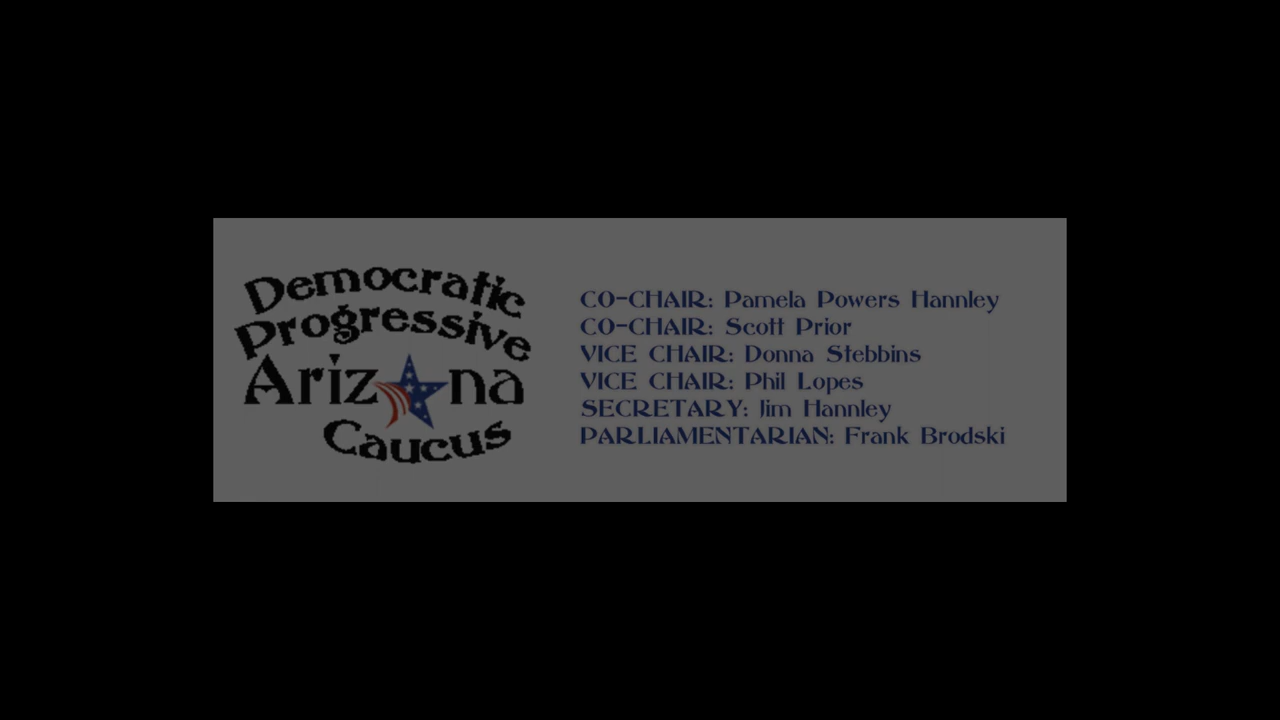 Democratic
Progressive
Arizna
Caucus
CO-CHAIR: Pamela Powers Hannley
CO-CHAIR: Scott Prior
VICE CHAIR: Donna Stebbins
VICE CHAIR: Phil Lopes
SECRETARY: Jim Hannley
PARLIAMENTARIAN: Frank Brodski